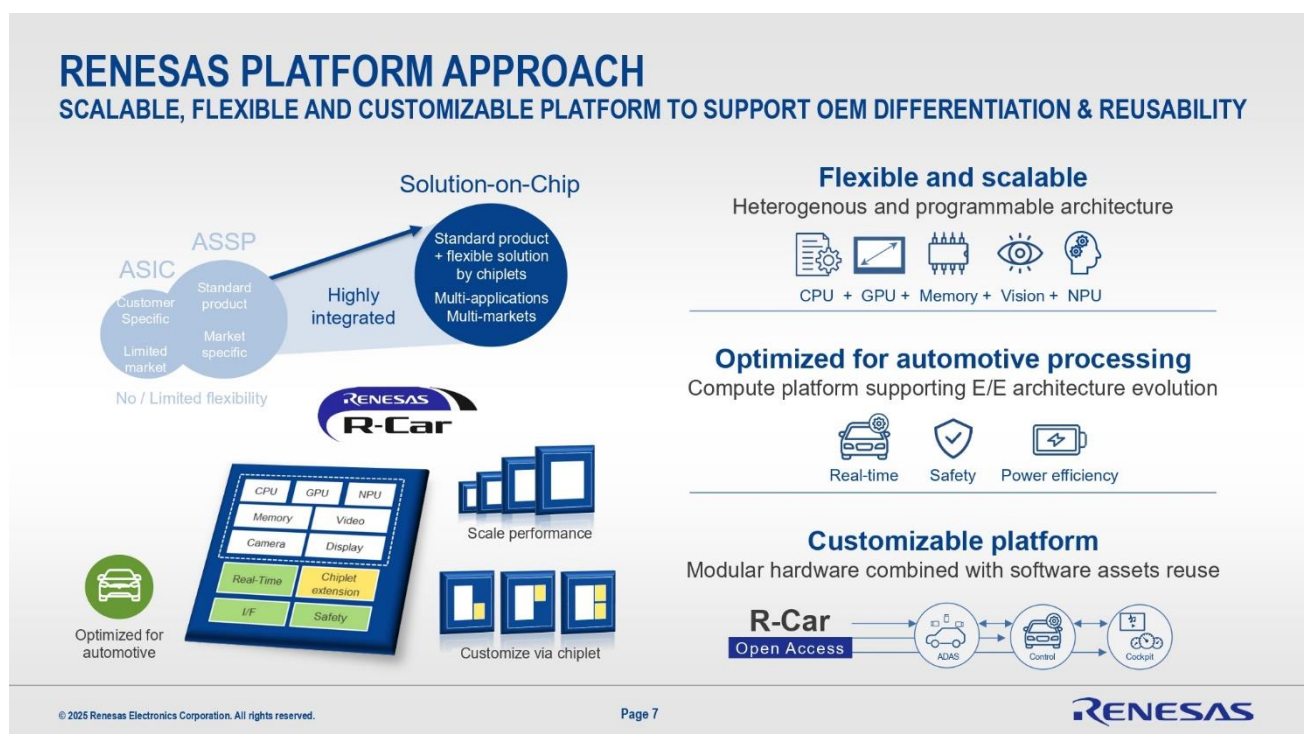 RENESAS PLATFORM APPROACH
SCALABLE, FLEXIBLE AND CUSTOMIZABLE PLATFORM TO SUPPORT OEM DIFFERENTIATION & REUSABILITY
Solution-on-Chip
ASSP
ASIC
Customer
Specific
Limited
market
Standard
product
Market
specific
No / Limited flexibility
Highly
integrated
Standard product
+ flexible solution
by chiplets
Multi-applications
Multi-markets
RENESAS
R-Car
CPU
GPU
NPU
Memory
Video
Camera
Display
Real-Time
Chiplet
extension
I/F
Safety
Optimized for
automotive
Scale performance
Customize via chiplet
Flexible and scalable
Heterogenous and programmable architecture
CPU + GPU + Memory + Vision + NPU
Optimized for automotive processing
Compute platform supporting E/E architecture evolution
Real-time
Safety
Power efficiency
Customizable platform
Modular hardware combined with software assets reuse
R-Car
Open Access
ADAS
Control
Cockpit
© 2025 Renesas Electronics Corporation. All rights reserved.
Page 7
RENESAS